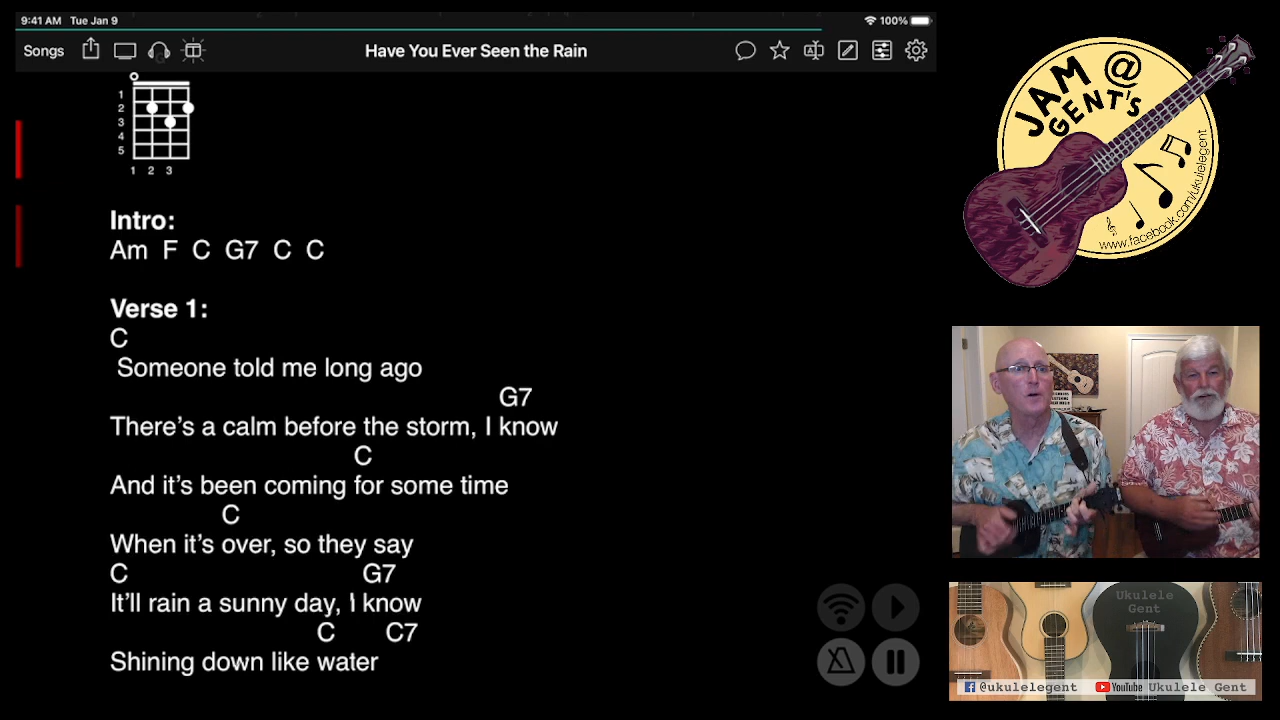 9:41 AM Tue Jan 9
100%
Songs
Have You Ever Seen the Rain
1
2
3
4
5
1 2 3
Intro:
Am F C G7 C C
Verse 1:
C
Someone told me long ago
G7
There's a calm before the storm, I know
C
And it's been coming for some time
C
When it's over, so they say
C G7
It'll rain a sunny day, I know
C C7
Shining down like water
JAM @
GENT'S
www.facebook.com/ukulelegent
Ukulele
Gent
@ukulelegent YouTube Ukulele Gent